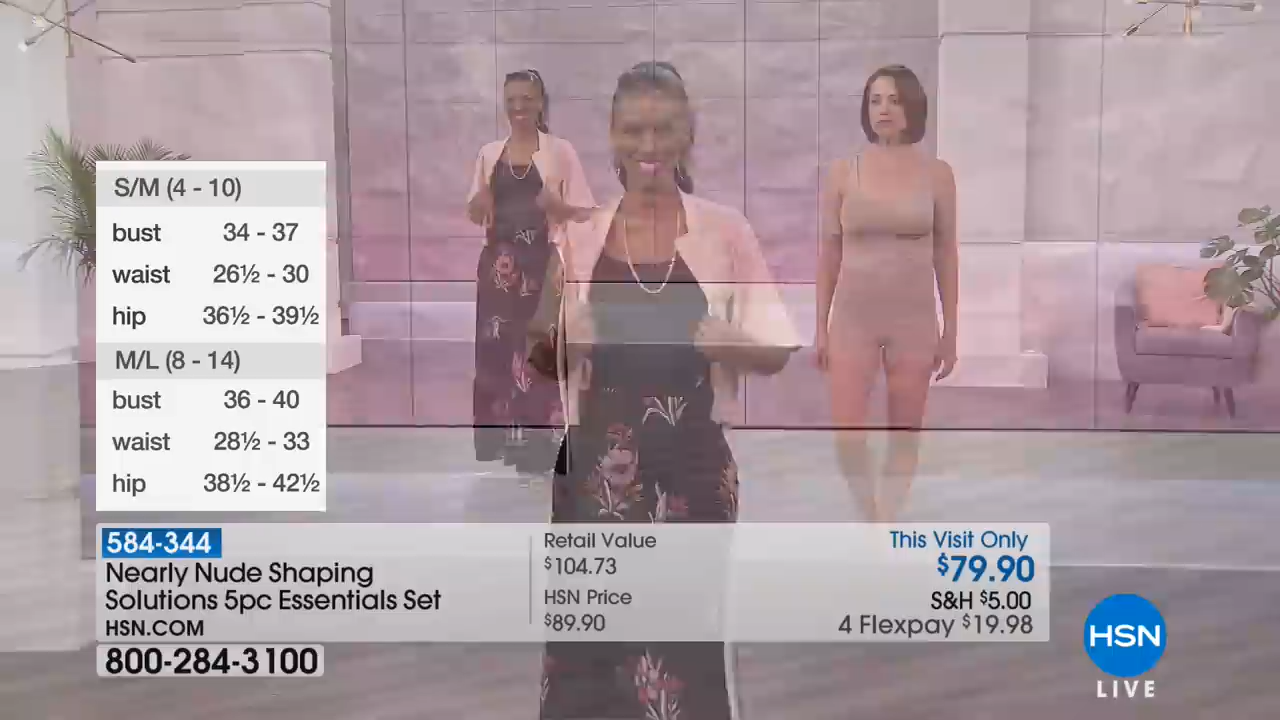 S/M (4 - 10)
bust 34 - 37
waist 26½ - 30
hip 36½ - 39½
M/L (8 - 14)
bust 36 - 40
waist 28½ - 33
hip 38½ - 42½
584-344
Nearly Nude Shaping
Solutions 5pc Essentials Set
HSN.COM
800-284-3100
Retail Value
$104.73
HSN Price
$89.90
This Visit Only
$79.90
S&H $5.00
4 Flexpay $19.98
HSN
LIVE